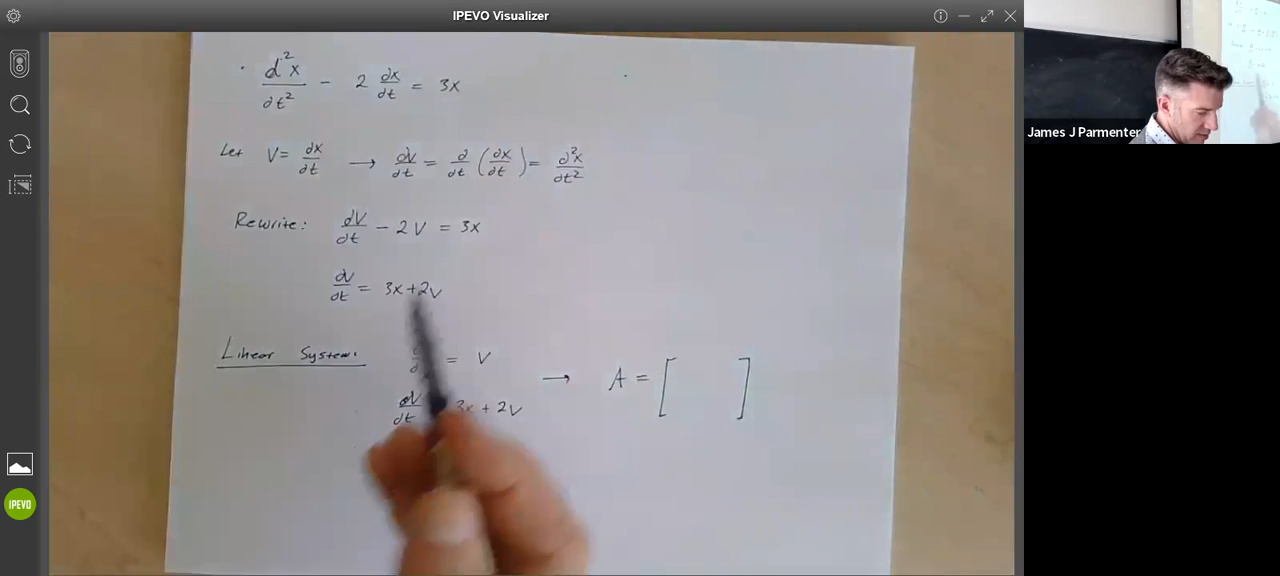 IPEVO Visualizer
d²x/dt² - 2 dx/dt = 3x
Let V = dx/dt → dV/dt = d/dt (dx/dt) = d²x/dt²
Rewrite: dV/dt - 2V = 3x
dV/dt = 3x + 2V
Linear System: = V
dV/dt 3x + 2V → A = [ ]
IPEVO
James J Parmenter